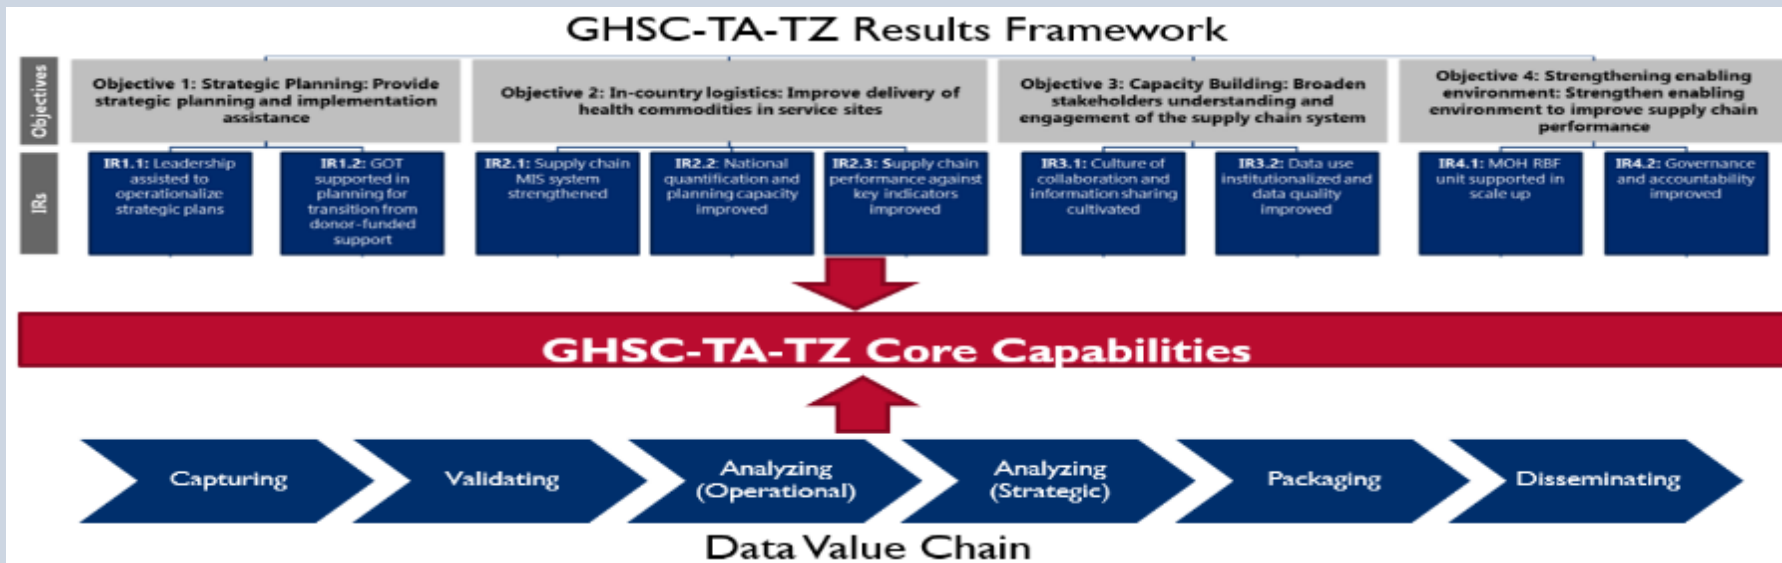 GHSC-TA-TZ Results Framework
Objectives
Objective 1: Strategic Planning: Provide
strategic planning and implementation
assistance
Objective 2: In-country logistics: Improve delivery of
health commodities in service sites
Objective 3: Capacity Building: Broaden
stakeholders understanding and
engagement of the supply chain system
Objective 4: Strengthening enabling
environment: Strengthen enabling
environment to improve supply chain
performance
IRs
IR1.1: Leadership
assisted to
operationalize
strategic plans
IR1.2: GOT
supported in
planning for
transition from
donor-funded
support
IR2.1: Supply chain
MIS system
strengthened
IR2.2: National
quantification and
planning capacity
improved
IR2.3: Supply chain
performance against
key indicators
improved
IR3.1: Culture of
collaboration and
information sharing
cultivated
IR3.2: Data use
institutionalized and
data quality
improved
IR4.1: MOH RBF
unit supported in
scale up
IR4.2: Governance
and accountability
improved
GHSC-TA-TZ Core Capabilities
Capturing
Validating
Analyzing
(Operational)
Analyzing
(Strategic)
Packaging
Disseminating
Data Value Chain